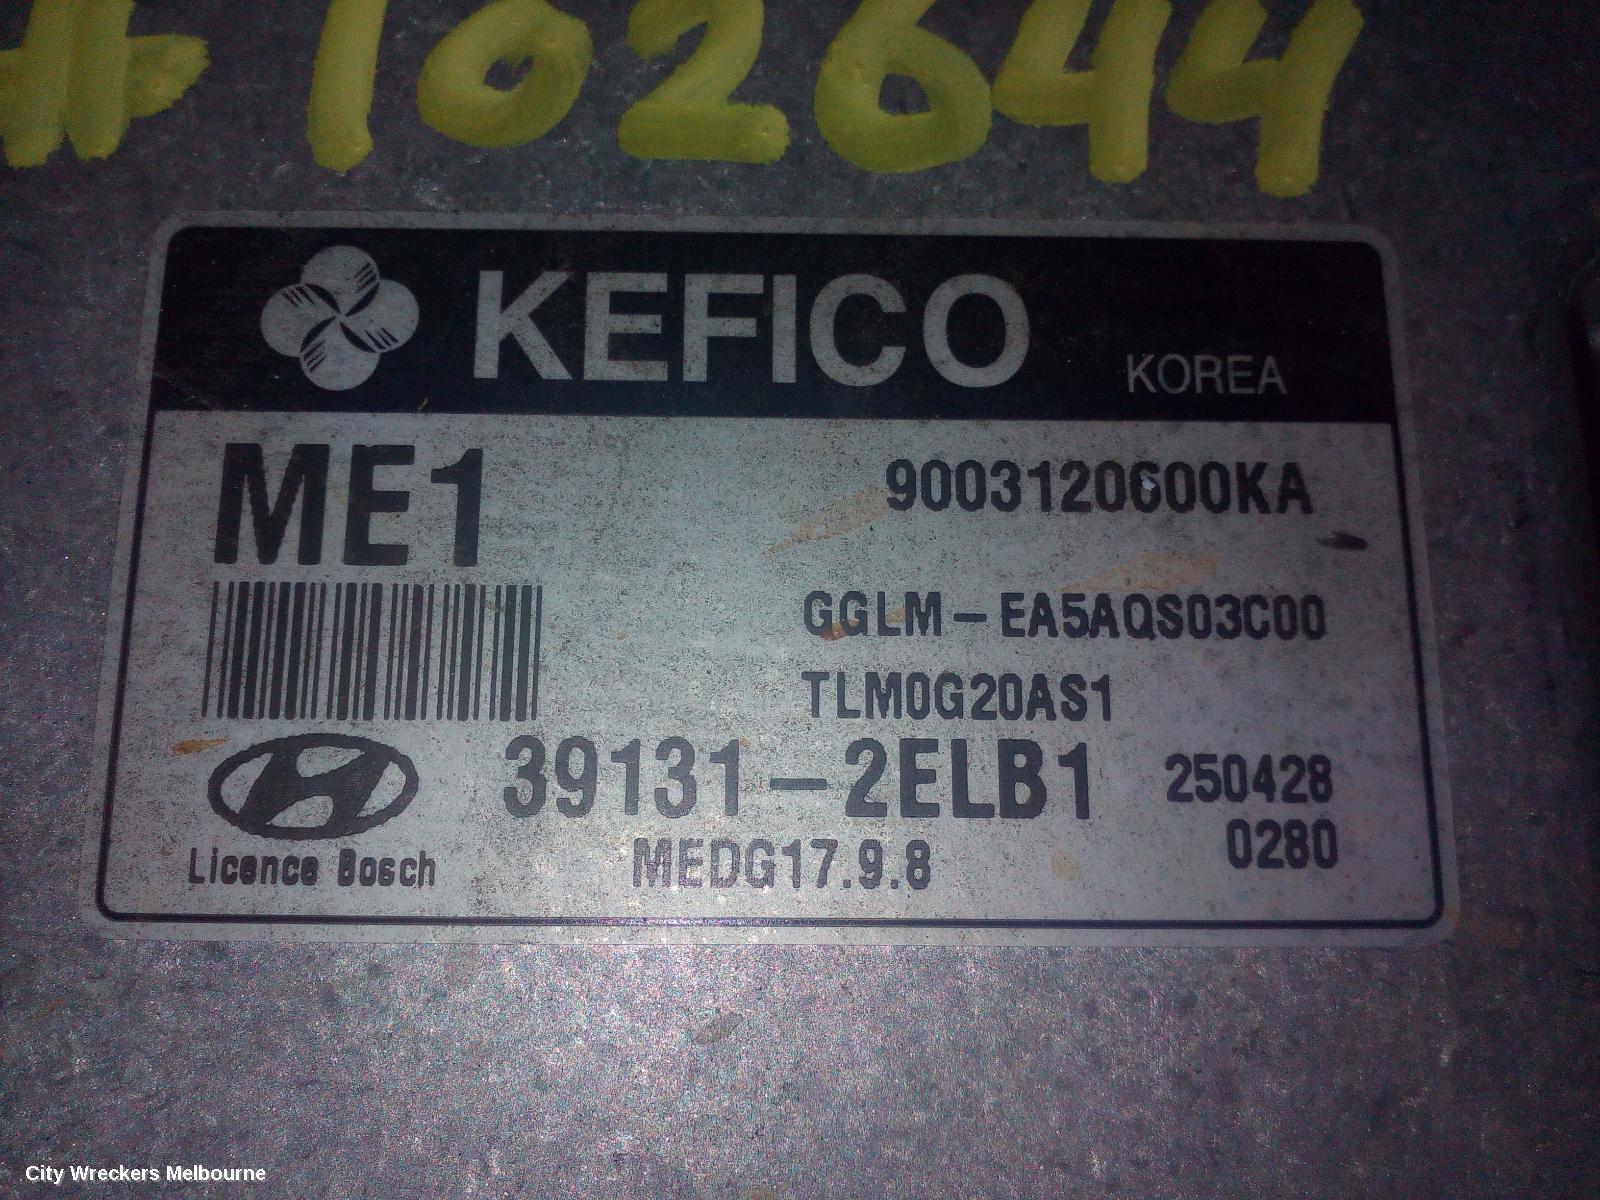 #102644
KEFICO
KOREA
ME1
9003120600KA
GGLM-EA5AQS03C00
TLM0G20AS1
39131-2ELB1
250428
0280
Licence Bosch
MEDG17.9.8
City Wreckers Melbourne